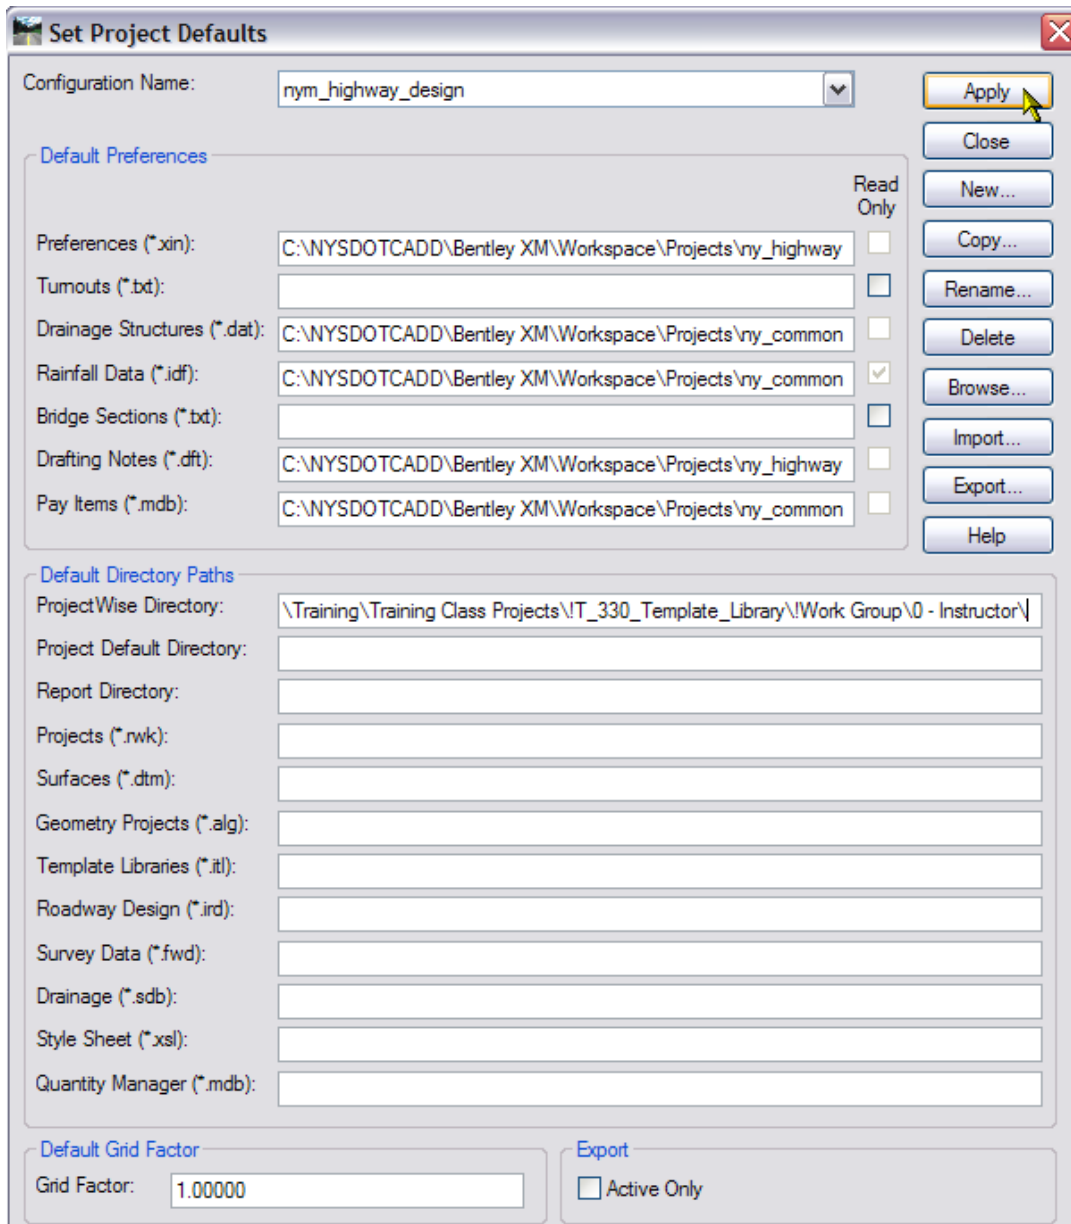 Set Project Defaults
Configuration Name: nym_highway_design
Apply
Close
New...
Copy...
Rename...
Delete
Browse...
Import...
Export...
Help
Default Preferences
Read
Only
Preferences (*.xin): C:\NYSDOTCADD\Bentley XM\Workspace\Projects\ny_highway
Turnouts (*.txt):
Drainage Structures (*.dat): C:\NYSDOTCADD\Bentley XM\Workspace\Projects\ny_common
Rainfall Data (*.idf): C:\NYSDOTCADD\Bentley XM\Workspace\Projects\ny_common
Bridge Sections (*.txt):
Drafting Notes (*.dft): C:\NYSDOTCADD\Bentley XM\Workspace\Projects\ny_highway
Pay Items (*.mdb): C:\NYSDOTCADD\Bentley XM\Workspace\Projects\ny_common
Default Directory Paths
ProjectWise Directory: \Training\Training Class Projects\!T_330_Template_Library\!Work Group\0 - Instructor\
Project Default Directory:
Report Directory:
Projects (*.rwk):
Surfaces (*.dtm):
Geometry Projects (*.alg):
Template Libraries (*.itl):
Roadway Design (*.ird):
Survey Data (*.fwd):
Drainage (*.sdb):
Style Sheet (*.xsl):
Quantity Manager (*.mdb):
Default Grid Factor
Grid Factor: 1.00000
Export
Active Only